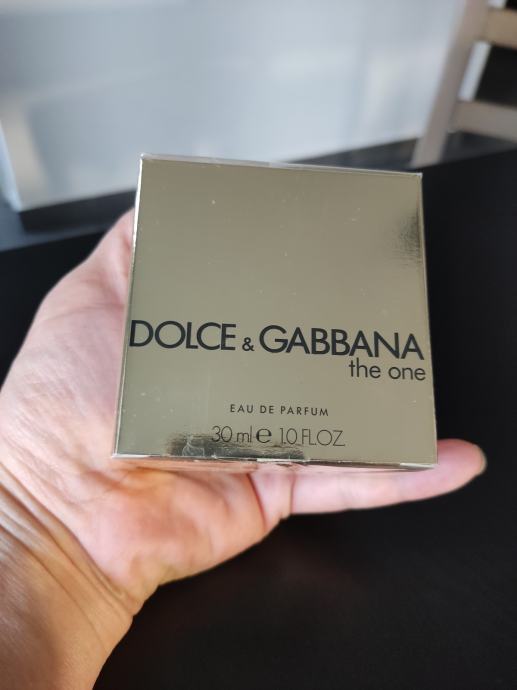 DOLCE & GABBANA
the one
EAU DE PARFUM
30 ml ℮ 1.0 FL.OZ.